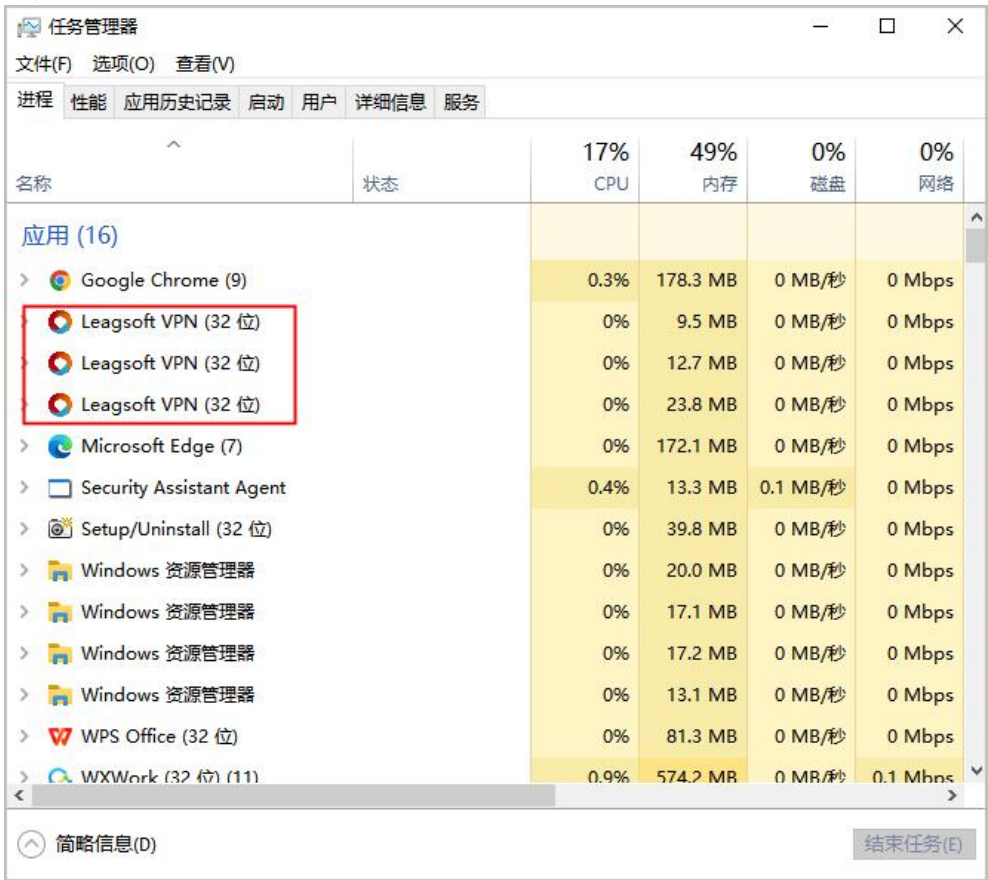 任务管理器
文件(F) 选项(O) 查看(V)
进程 性能 应用历史记录 启动 用户 详细信息 服务
17% 49% 0% 0%
名称 状态 CPU 内存 磁盘 网络
应用 (16)
Google Chrome (9) 0.3% 178.3 MB 0 MB/秒 0 Mbps
Leagsoft VPN (32 位) 0% 9.5 MB 0 MB/秒 0 Mbps
Leagsoft VPN (32 位) 0% 12.7 MB 0 MB/秒 0 Mbps
Leagsoft VPN (32 位) 0% 23.8 MB 0 MB/秒 0 Mbps
Microsoft Edge (7) 0% 172.1 MB 0 MB/秒 0 Mbps
Security Assistant Agent 0.4% 13.3 MB 0.1 MB/秒 0 Mbps
Setup/Uninstall (32 位) 0% 39.8 MB 0 MB/秒 0 Mbps
Windows 资源管理器 0% 20.0 MB 0 MB/秒 0 Mbps
Windows 资源管理器 0% 17.1 MB 0 MB/秒 0 Mbps
Windows 资源管理器 0% 17.2 MB 0 MB/秒 0 Mbps
Windows 资源管理器 0% 13.1 MB 0 MB/秒 0 Mbps
WPS Office (32 位) 0% 81.3 MB 0 MB/秒 0 Mbps
WXWork (32 位) (11) 0.9% 574.2 MB 0 MB/秒 0.1 Mbps
简略信息(D) 结束任务(E)